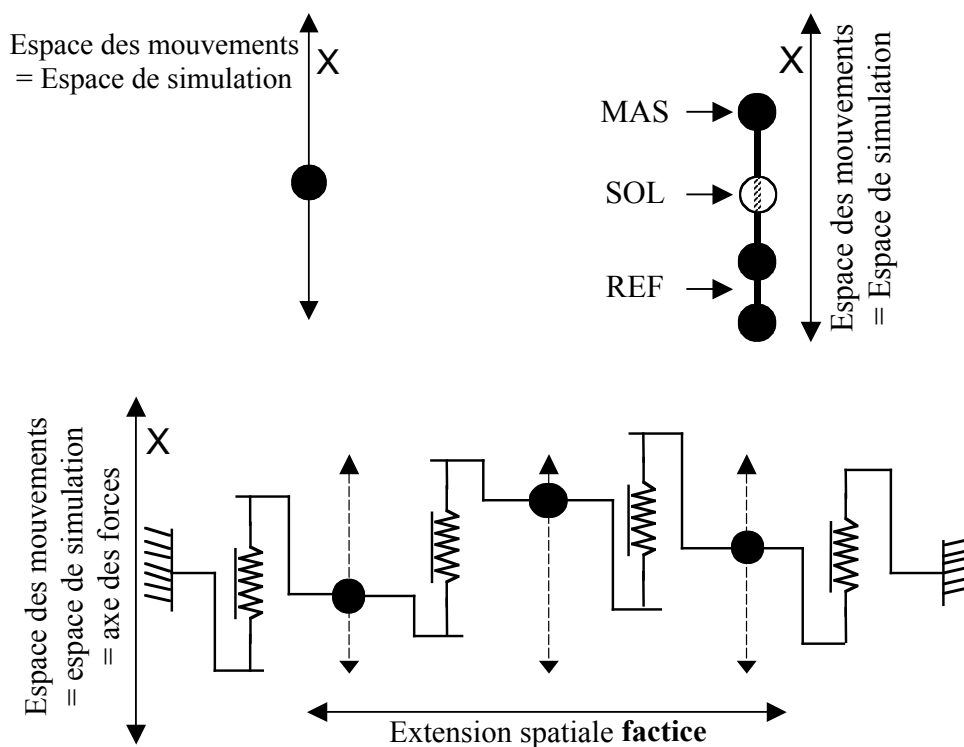 Espace des mouvements
= Espace de simulation
X
MAS
SOL
REF
X
Espace des mouvements
= Espace de simulation
Espace des mouvements
= espace de simulation
= axe des forces
X
Extension spatiale factice